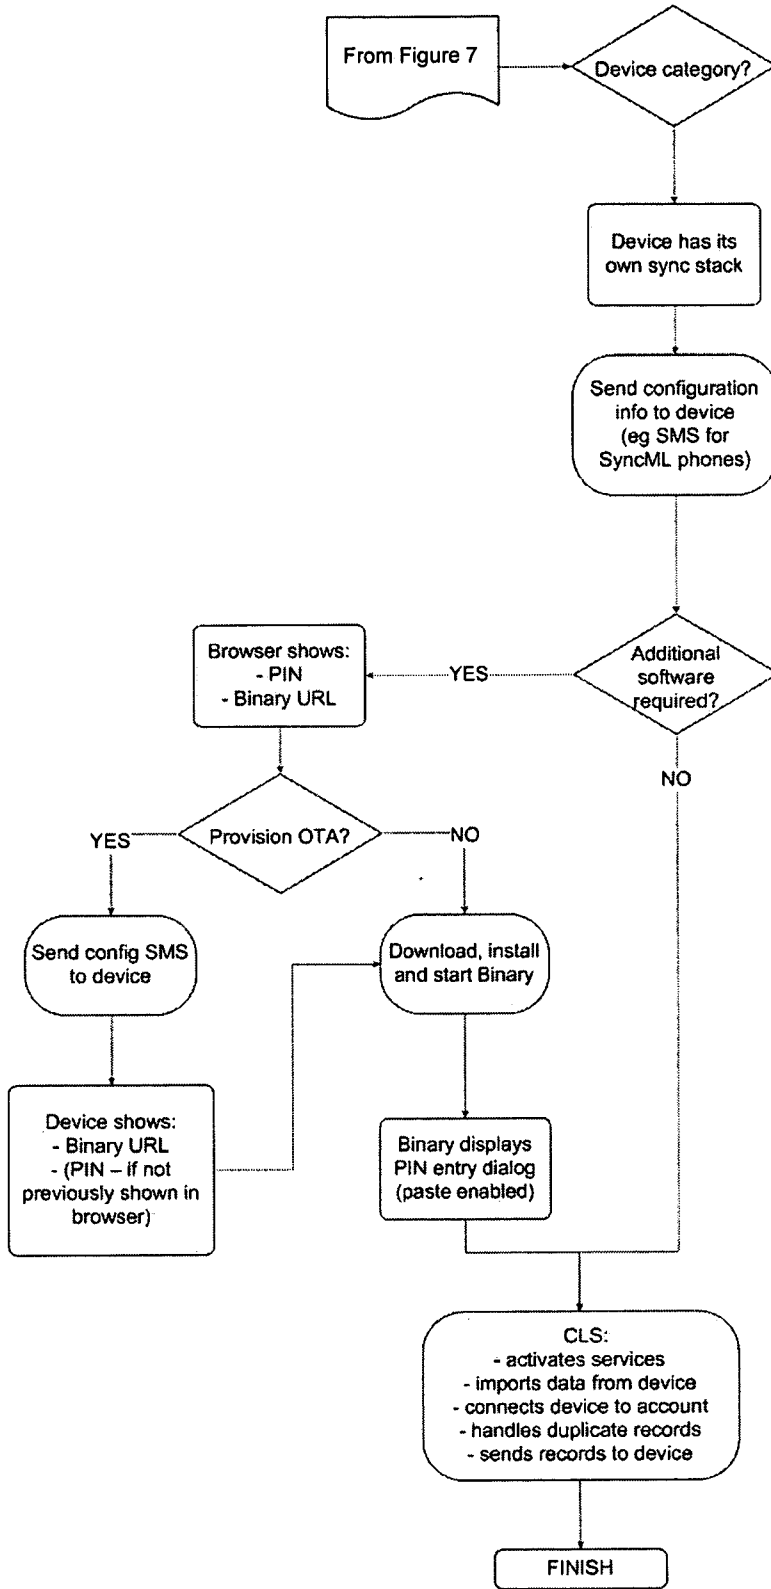 From Figure 7
Device category?
Device has its
own sync stack
Send configuration
info to device
(eg SMS for
SyncML phones)
Additional
software
required?
YES
NO
Browser shows:
- PIN
- Binary URL
Provision OTA?
YES
NO
Send config SMS
to device
Download, install
and start Binary
Device shows:
- Binary URL
- (PIN – if not
previously shown in
browser)
Binary displays
PIN entry dialog
(paste enabled)
CLS:
- activates services
- imports data from device
- connects device to account
- handles duplicate records
- sends records to device
FINISH